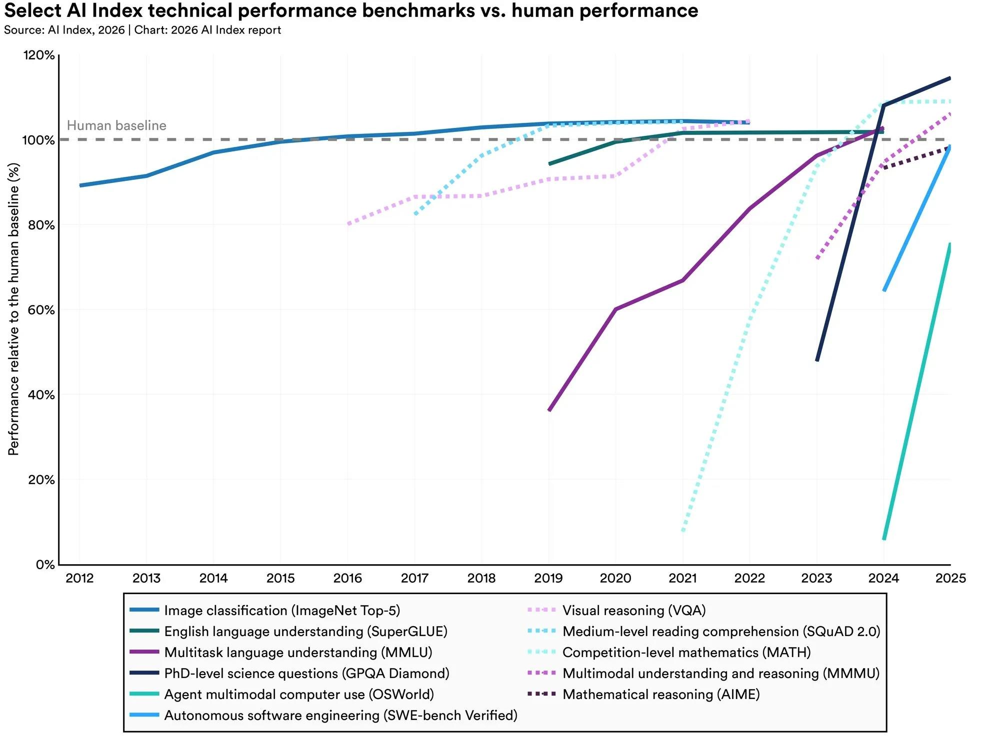 Select AI Index technical performance benchmarks vs. human performance
Source: AI Index, 2026 | Chart: 2026 AI Index report
Performance relative to the human baseline (%)
120%
Human baseline
100%
80%
60%
40%
20%
0%
2012 2013 2014 2015 2016 2017 2018 2019 2020 2021 2022 2023 2024 2025
Image classification (ImageNet Top-5)
English language understanding (SuperGLUE)
Multitask language understanding (MMLU)
PhD-level science questions (GPQA Diamond)
Agent multimodal computer use (OSWorld)
Autonomous software engineering (SWE-bench Verified)
Visual reasoning (VQA)
Medium-level reading comprehension (SQuAD 2.0)
Competition-level mathematics (MATH)
Multimodal understanding and reasoning (MMMU)
Mathematical reasoning (AIME)